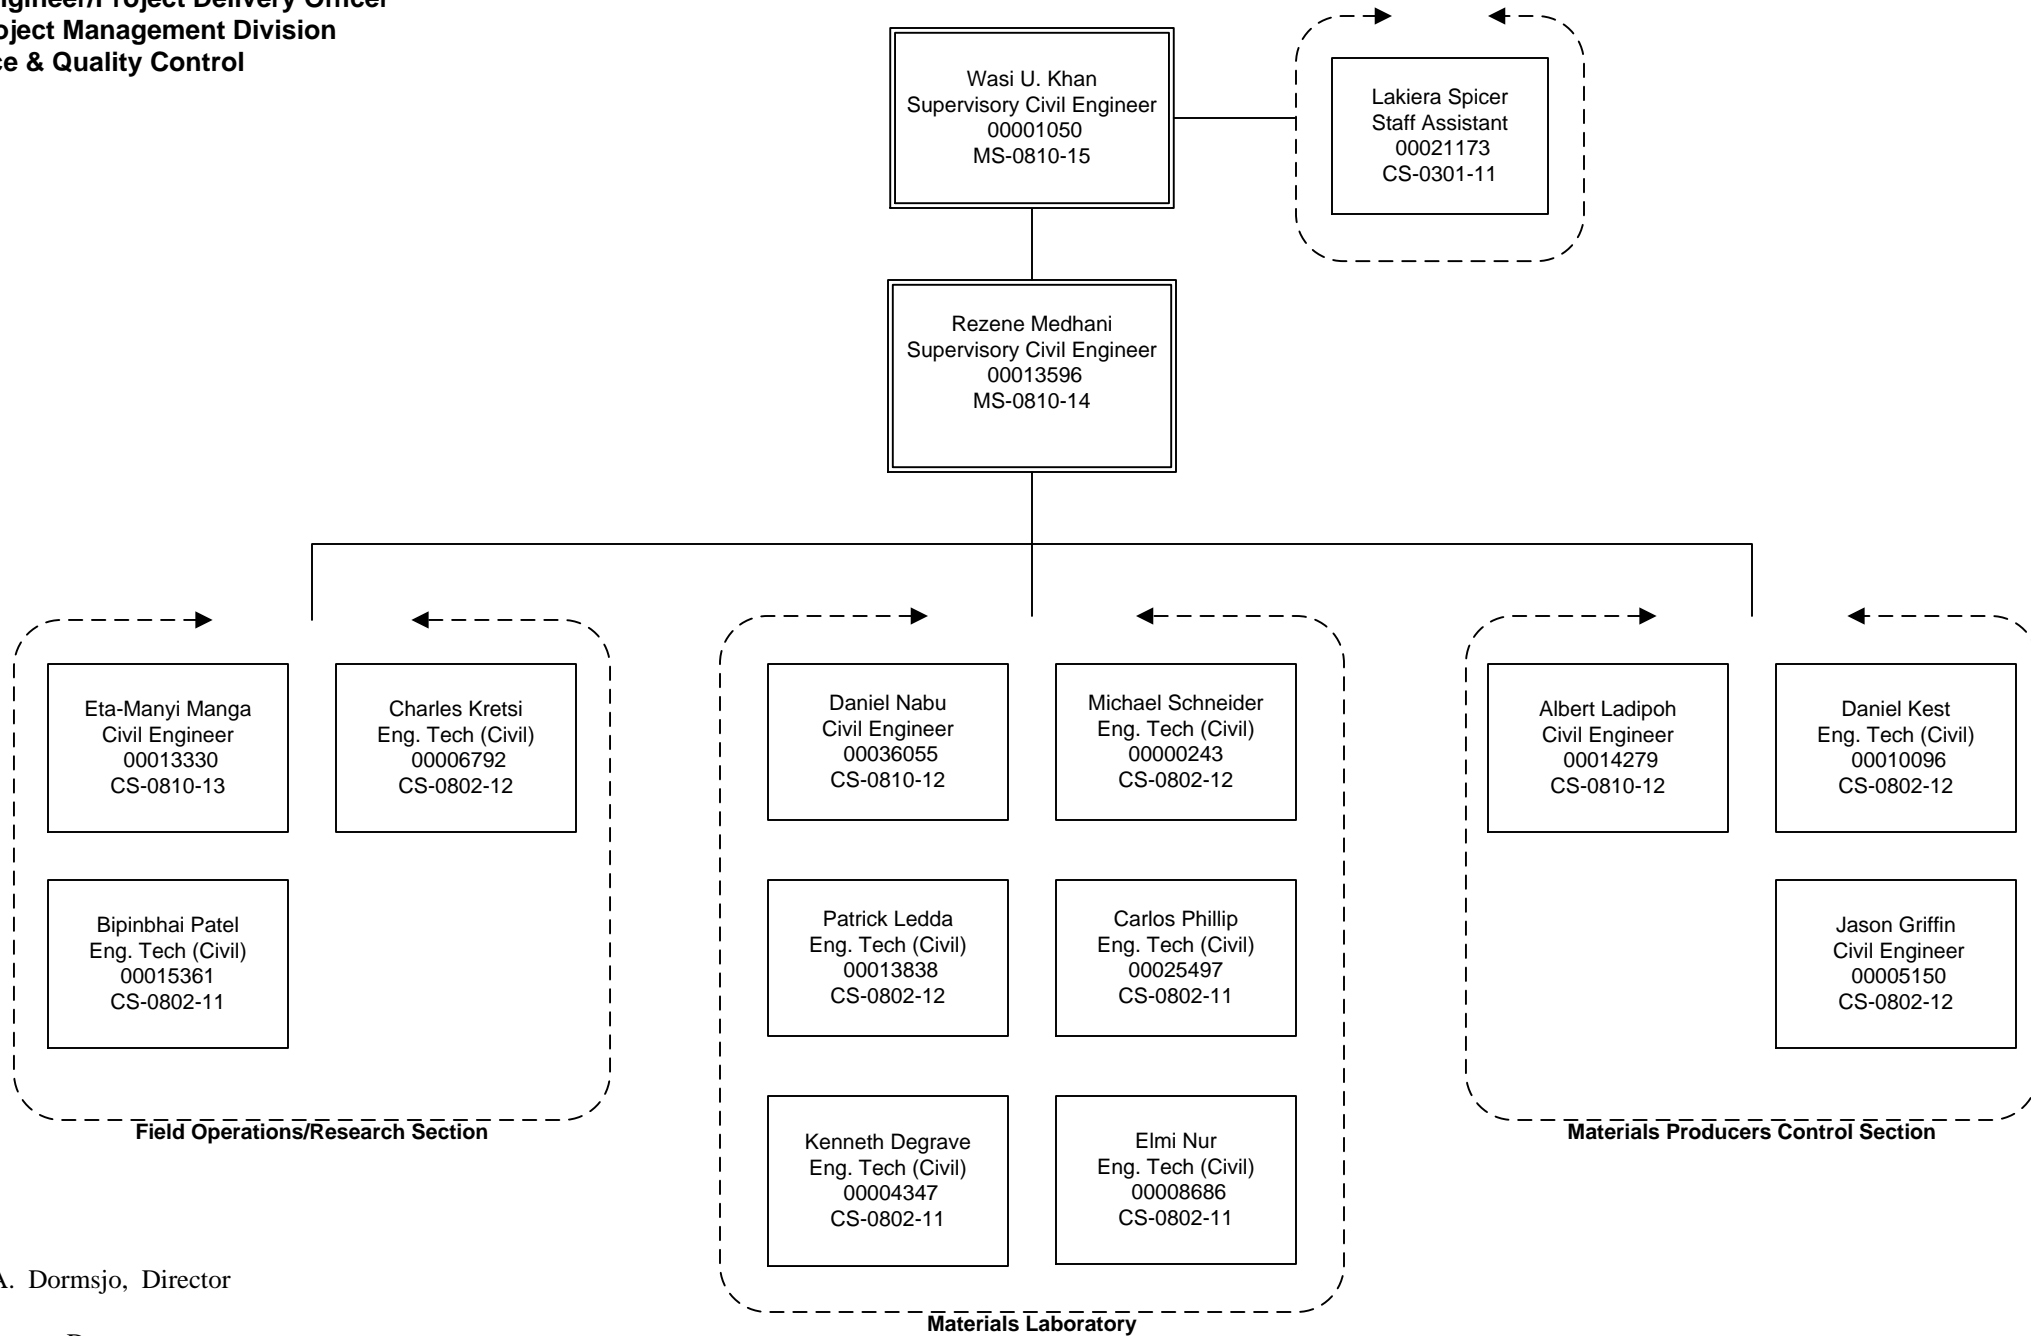 Project Management Division
& Quality Control
Wasi U. Khan
Supervisory Civil Engineer
00001050
MS-0810-15
Lakiera Spicer
Staff Assistant
00021173
CS-0301-11
Rezene Medhani
Supervisory Civil Engineer
00013596
MS-0810-14
Eta-Manyi Manga
Civil Engineer
00013330
CS-0810-13
Charles Kretsi
Eng. Tech (Civil)
00006792
CS-0802-12
Bipinbhai Patel
Eng. Tech (Civil)
00015361
CS-0802-11
Field Operations/Research Section
Daniel Nabu
Civil Engineer
00036055
CS-0810-12
Michael Schneider
Eng. Tech (Civil)
00000243
CS-0802-12
Patrick Ledda
Eng. Tech (Civil)
00013838
CS-0802-12
Carlos Phillip
Eng. Tech (Civil)
00025497
CS-0802-11
Kenneth Degrave
Eng. Tech (Civil)
00004347
CS-0802-11
Elmi Nur
Eng. Tech (Civil)
00008686
CS-0802-11
Materials Laboratory
Albert Ladipoh
Civil Engineer
00014279
CS-0810-12
Daniel Kest
Eng. Tech (Civil)
00010096
CS-0802-12
Jason Griffin
Civil Engineer
00005150
CS-0802-12
Materials Producers Control Section
A. Dormsjo, Director